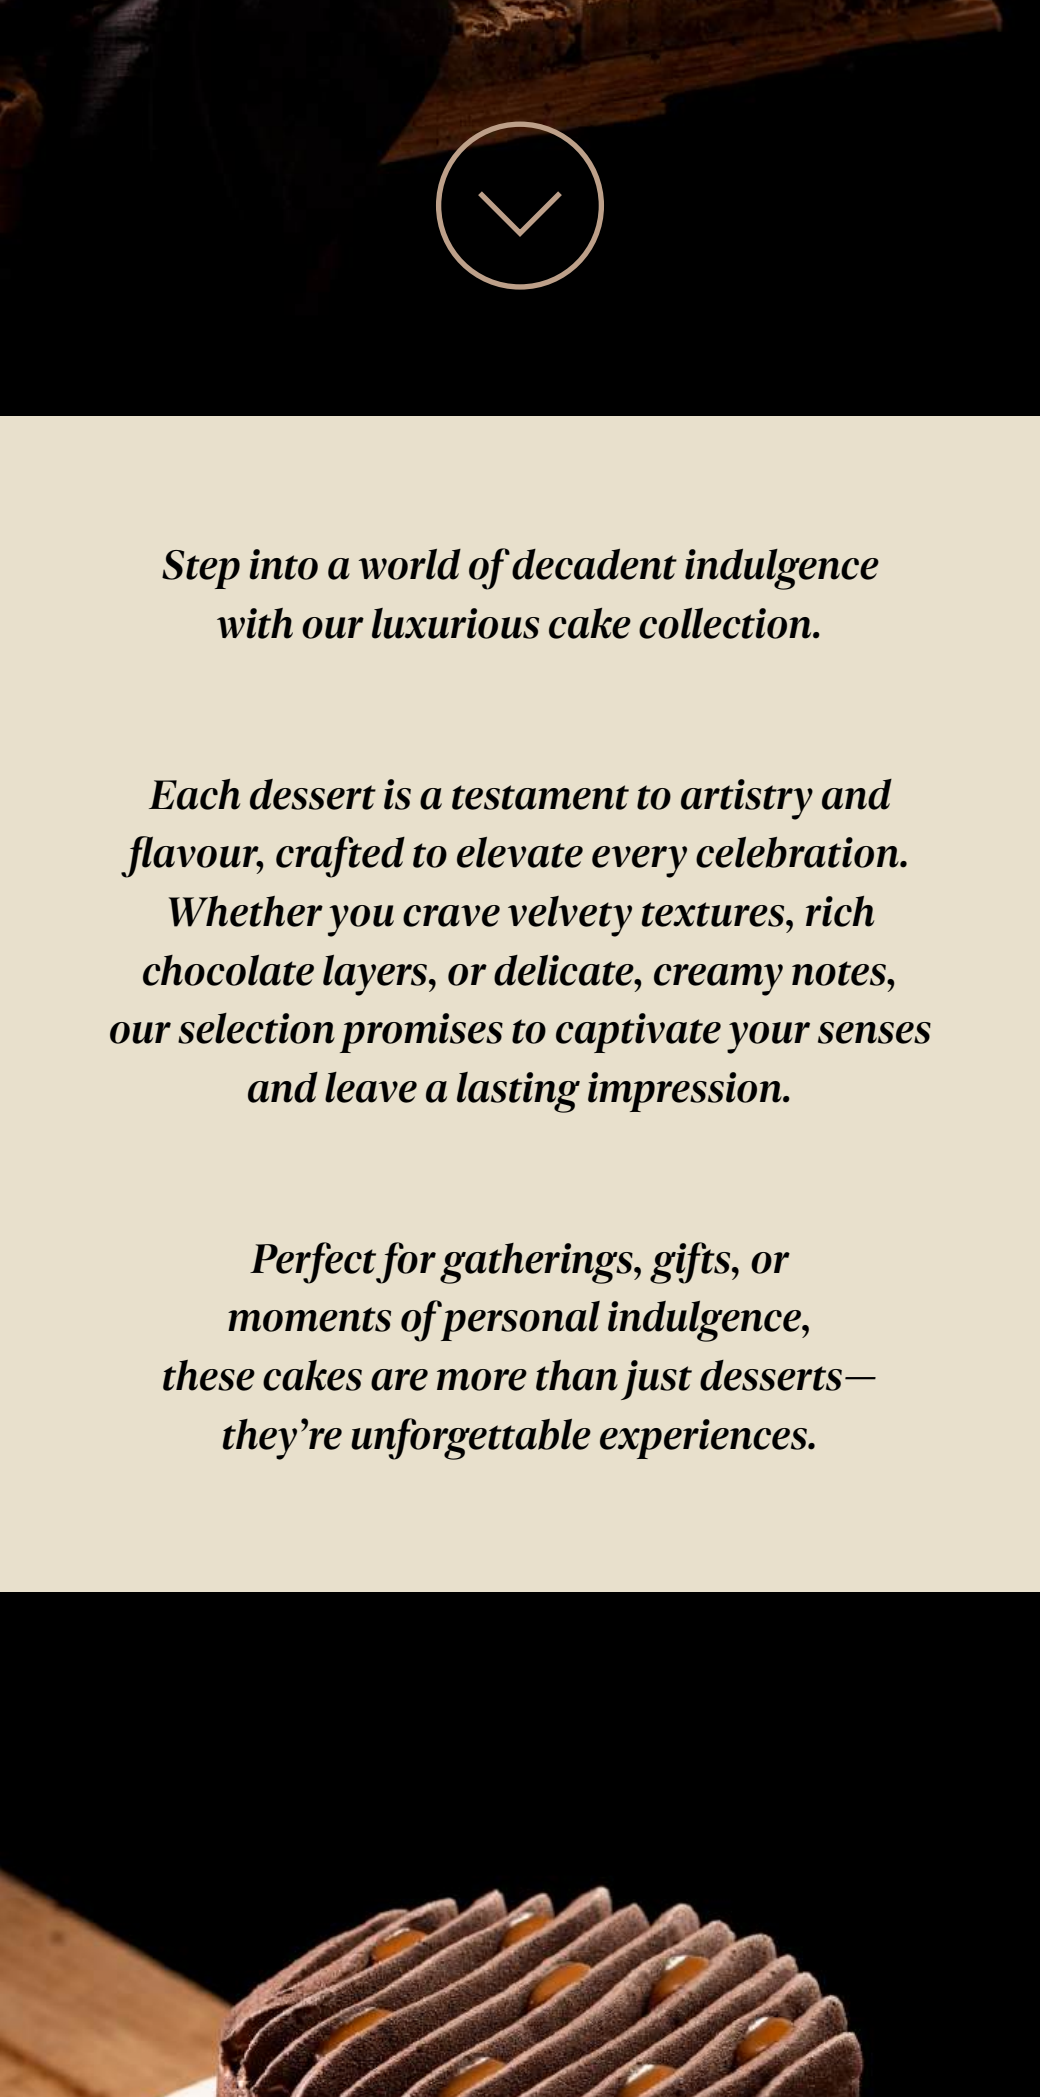 Step into a world of decadent indulgence
with our luxurious cake collection.
Each dessert is a testament to artistry and
flavour, crafted to elevate every celebration.
Whether you crave velvety textures, rich
chocolate layers, or delicate, creamy notes,
our selection promises to captivate your senses
and leave a lasting impression.
Perfect for gatherings, gifts, or
moments of personal indulgence,
these cakes are more than just desserts—
they’re unforgettable experiences.